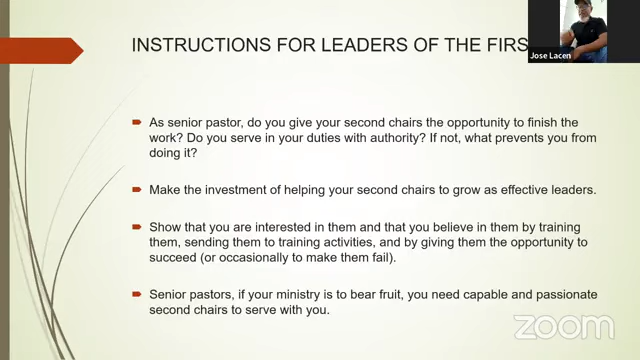 INSTRUCTIONS FOR LEADERS OF THE FIRS
Jose Lacen
As senior pastor, do you give your second chairs the opportunity to finish the
work? Do you serve in your duties with authority? If not, what prevents you from
doing it?
Make the investment of helping your second chairs to grow as effective leaders.
Show that you are interested in them and that you believe in them by training
them, sending them to training activities, and by giving them the opportunity to
succeed (or occasionally to make them fail).
Senior pastors, if your ministry is to bear fruit, you need capable and passionate
second chairs to serve with you.
zoom